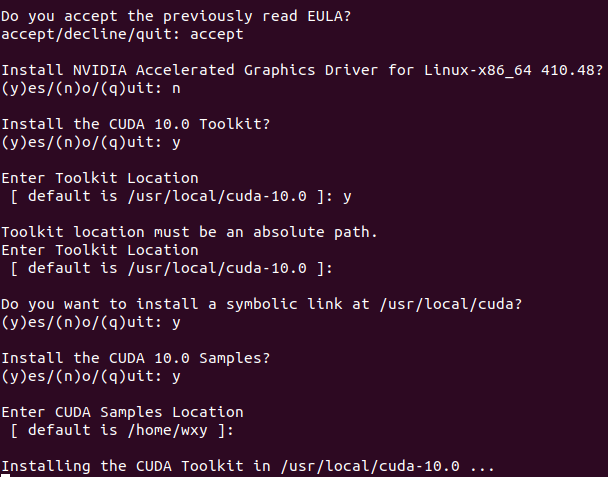 Do you accept the previously read EULA?
accept/decline/quit: accept
Install NVIDIA Accelerated Graphics Driver for Linux-x86_64 410.48?
(y)es/(n)o/(q)uit: n
Install the CUDA 10.0 Toolkit?
(y)es/(n)o/(q)uit: y
Enter Toolkit Location
[ default is /usr/local/cuda-10.0 ]: y
Toolkit location must be an absolute path.
Enter Toolkit Location
[ default is /usr/local/cuda-10.0 ]:
Do you want to install a symbolic link at /usr/local/cuda?
(y)es/(n)o/(q)uit: y
Install the CUDA 10.0 Samples?
(y)es/(n)o/(q)uit: y
Enter CUDA Samples Location
[ default is /home/wxy ]:
Installing the CUDA Toolkit in /usr/local/cuda-10.0 ...